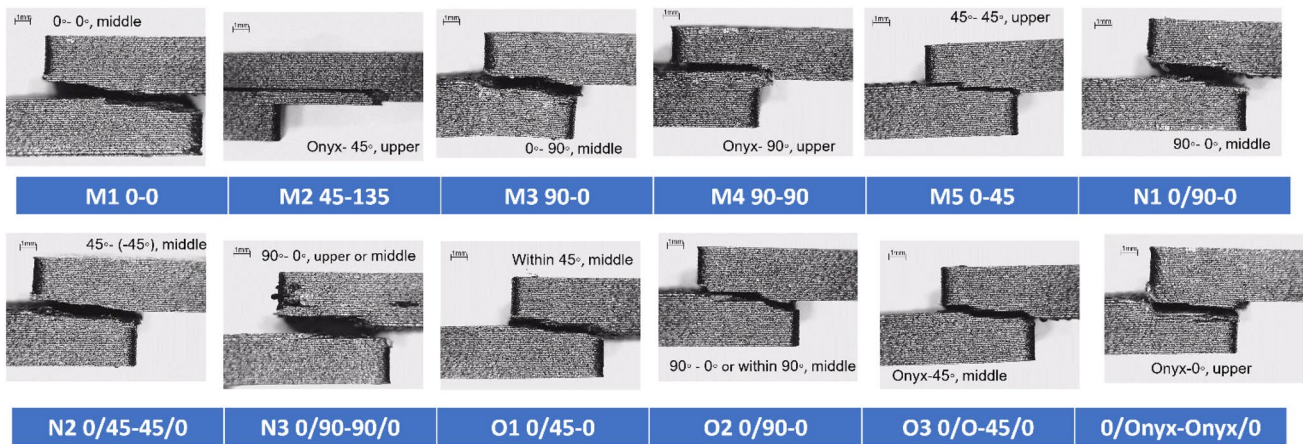 1mm
0°- 0°, middle
1mm
Onyx- 45°, upper
1mm
0°- 90°, middle
1mm
Onyx- 90°, upper
45°- 45°, upper
1mm
1mm
90°- 0°, middle
M1 0-0
M2 45-135
M3 90-0
M4 90-90
M5 0-45
N1 0/90-0
45°- (-45°), middle
1mm
90°- 0°, upper or middle
1mm
Within 45°, middle
1mm
1mm
90° - 0° or within 90°, middle
1mm
Onyx-45°, middle
1mm
Onyx-0°, upper
N2 0/45-45/0
N3 0/90-90/0
O1 0/45-0
O2 0/90-0
O3 0/O-45/0
0/Onyx-Onyx/0